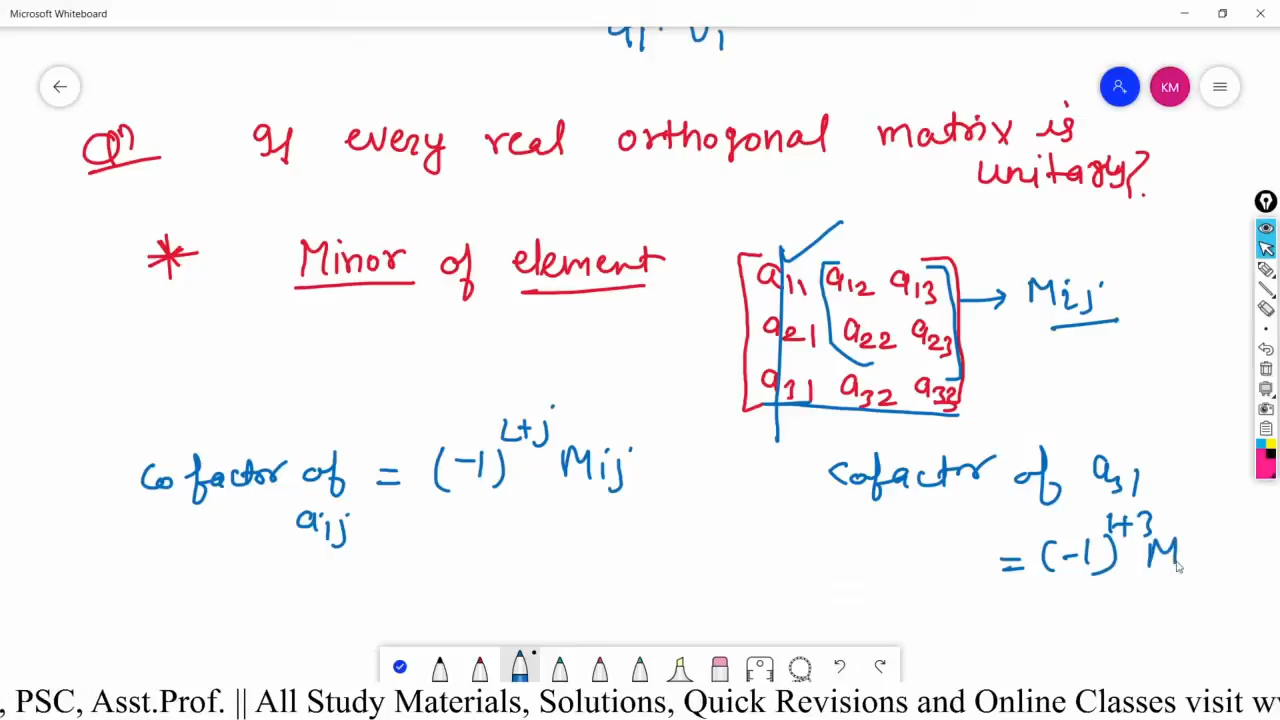 Microsoft Whiteboard
KM
Qn If every real orthogonal matrix is
unitary?
* Minor of element
a11 a12 a13
a21 a22 a23
a31 a32 a33
→ Mij
cofactor of aij = (-1)^i+j Mij
cofactor of a31
= (-1)^1+3 M
, PSC, Asst.Prof. || All Study Materials, Solutions, Quick Revisions and Online Classes visit w